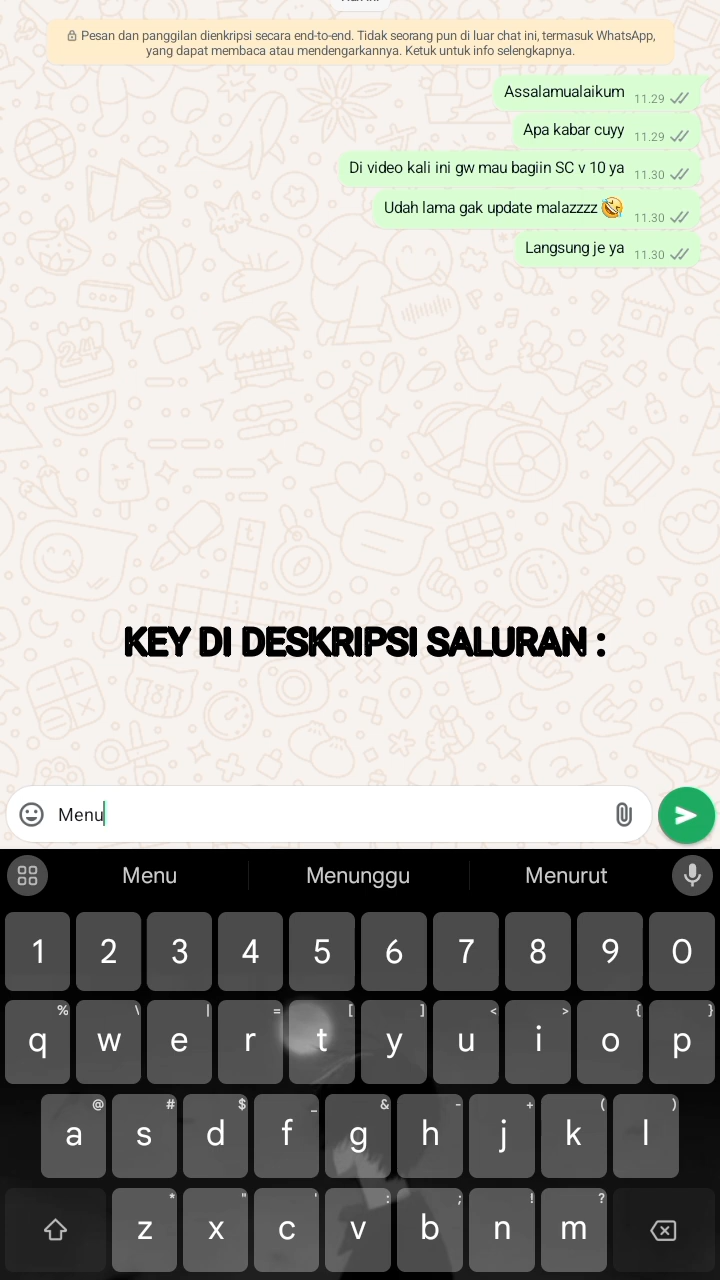 Pesan dan panggilan dienkripsi secara end-to-end. Tidak seorang pun di luar chat ini, termasuk WhatsApp,
yang dapat membaca atau mendengarkannya. Ketuk untuk info selengkapnya.
Assalamualaikum 11.29
Apa kabar cuyy 11.29
Di video kali ini gw mau bagiin SC v 10 ya 11.30
Udah lama gak update malazzzz 🤣 11.30
Langsung je ya 11.30
KEY DI DESKRIPSI SALURAN :
Menu
Menu Menunggu Menurut
1 2 3 4 5 6 7 8 9 0
% \ | = [ ] < > { }
q w e r t y u i o p
@ # $ _ & - + ( )
a s d f g h j k l
* " ' : ; ! ?
z x c v b n m